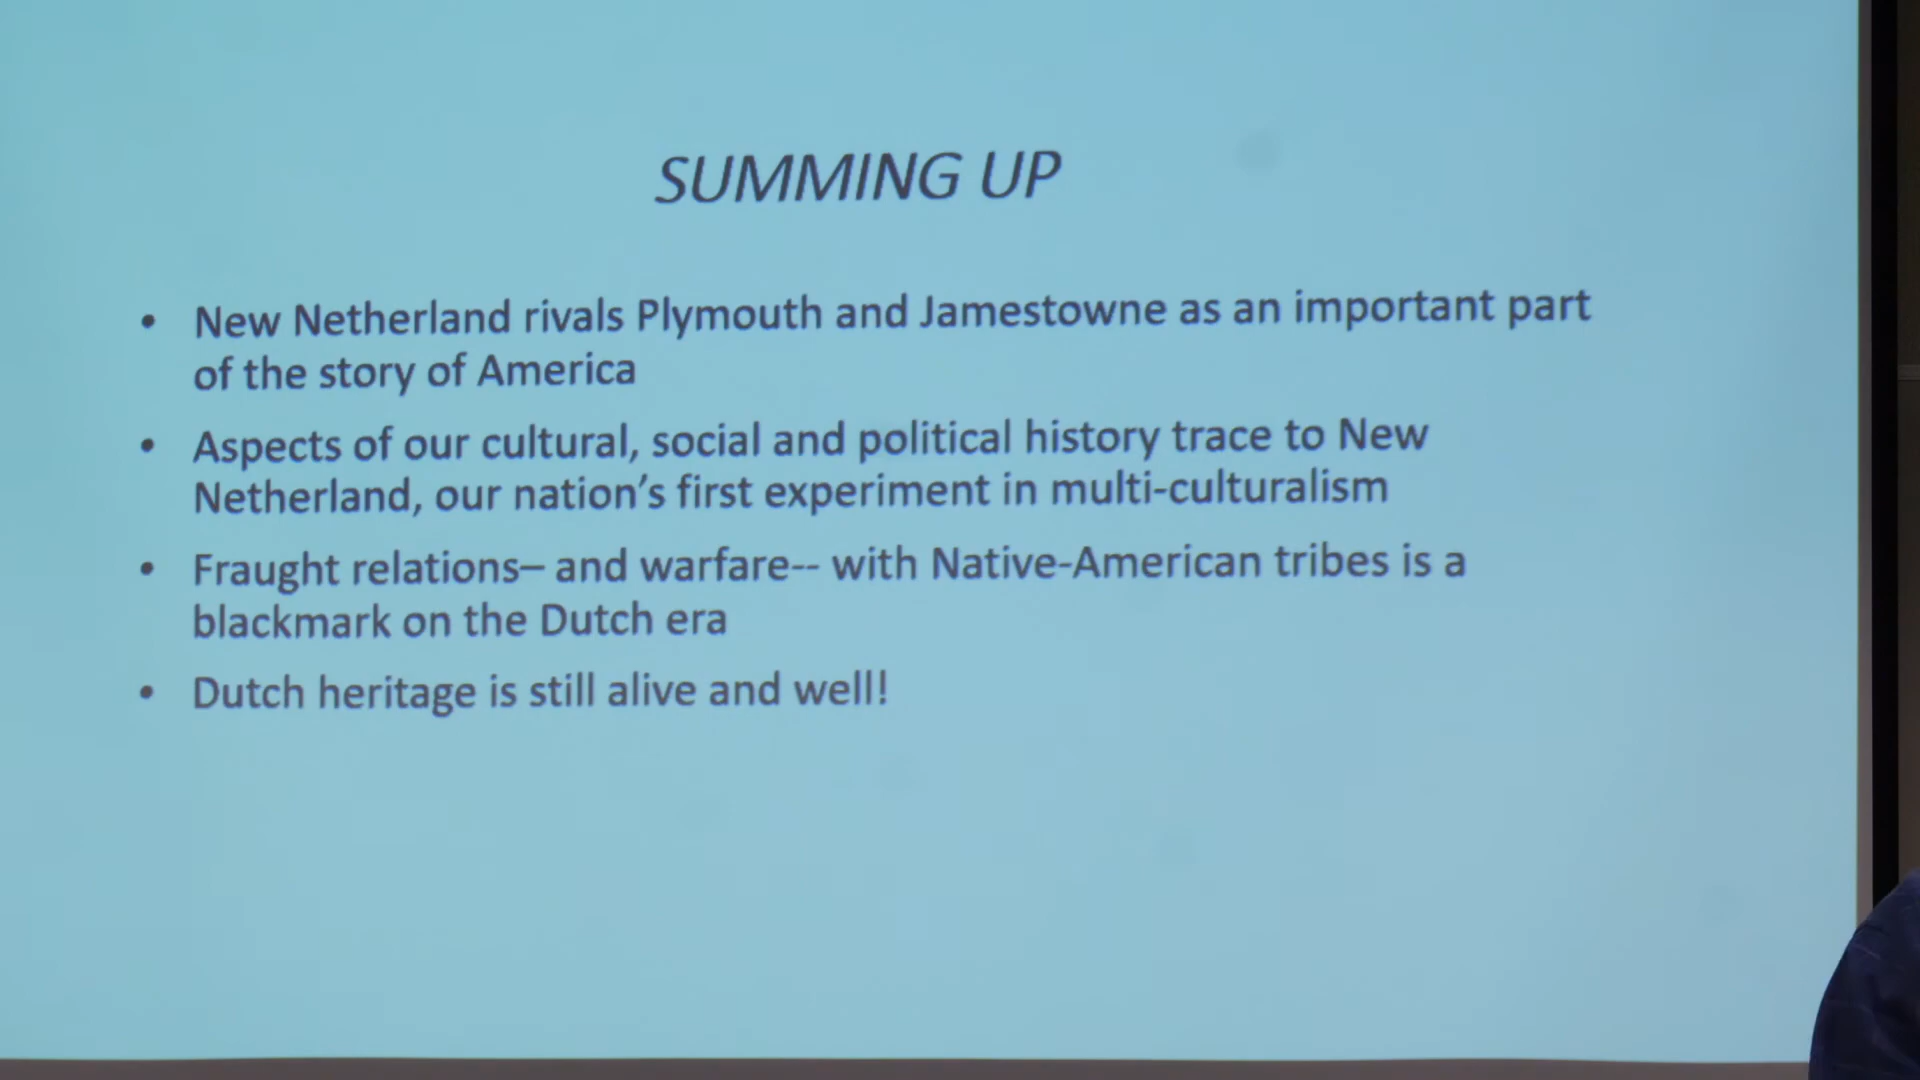 SUMMING UP
• New Netherland rivals Plymouth and Jamestowne as an important part
of the story of America
• Aspects of our cultural, social and political history trace to New
Netherland, our nation’s first experiment in multi-culturalism
• Fraught relations– and warfare-- with Native-American tribes is a
blackmark on the Dutch era
• Dutch heritage is still alive and well!